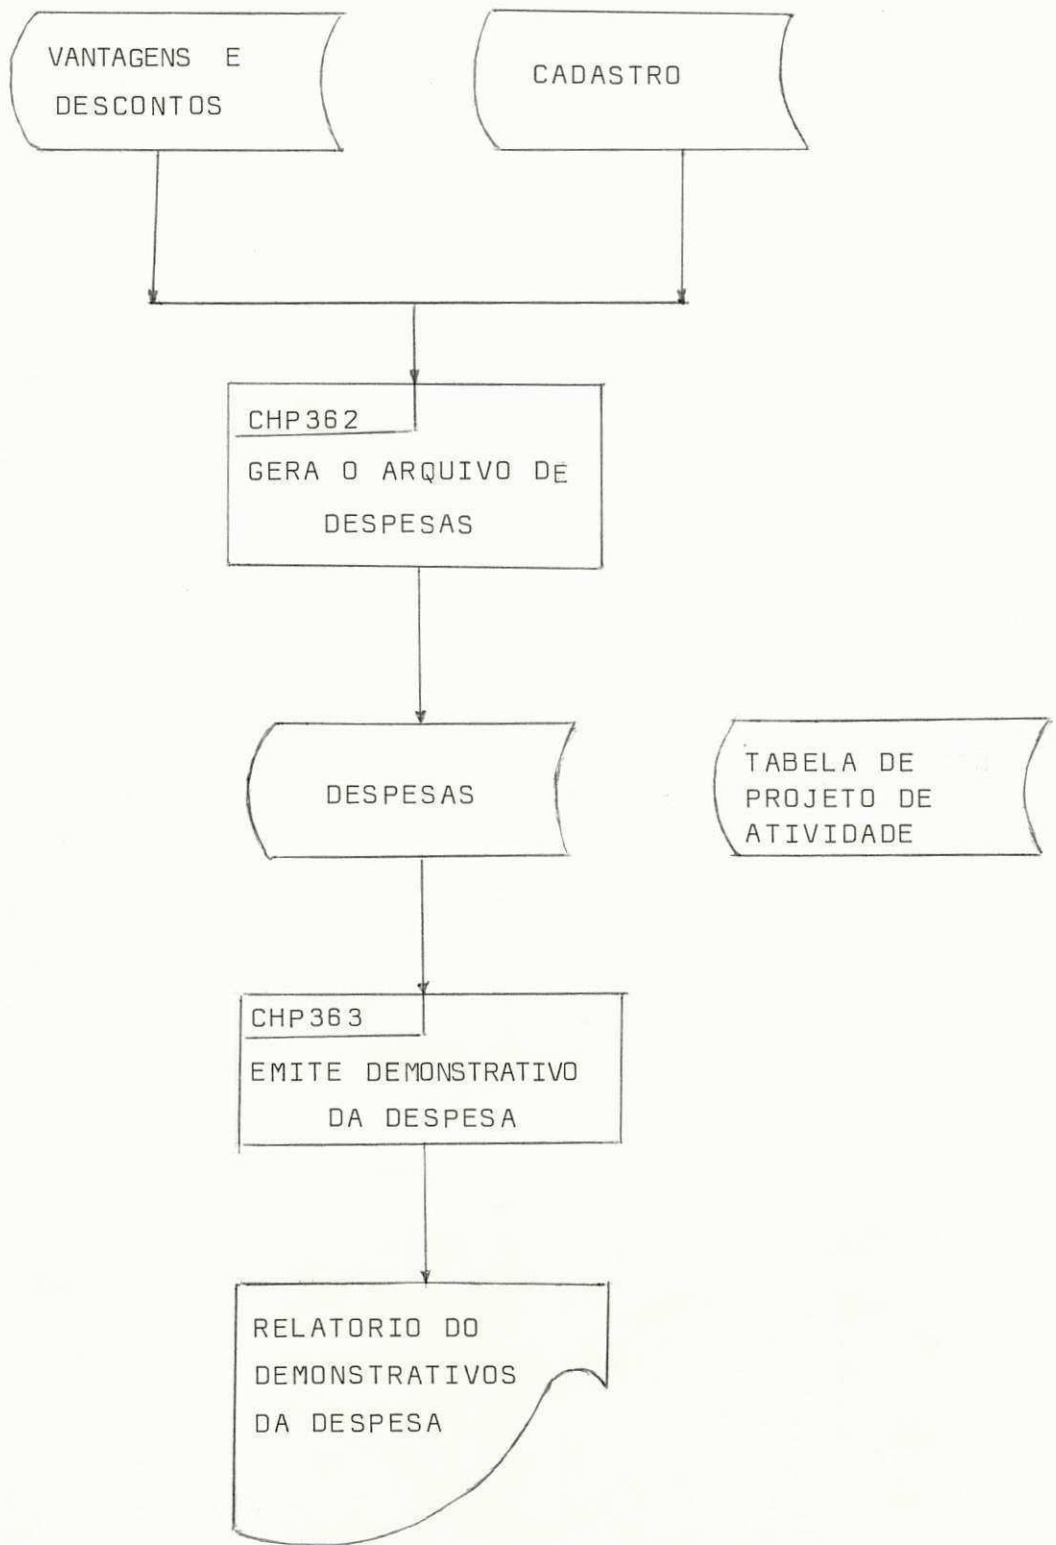 VANTAGENS E
DESCONTOS
CADASTRO
CHP362
GERA O ARQUIVO DE
DESPESAS
DESPESAS
TABELA DE
PROJETO DE
ATIVIDADE
CHP363
EMITE DEMONSTRATIVO
DA DESPESA
RELATORIO DO
DEMONSTRATIVOS
DA DESPESA